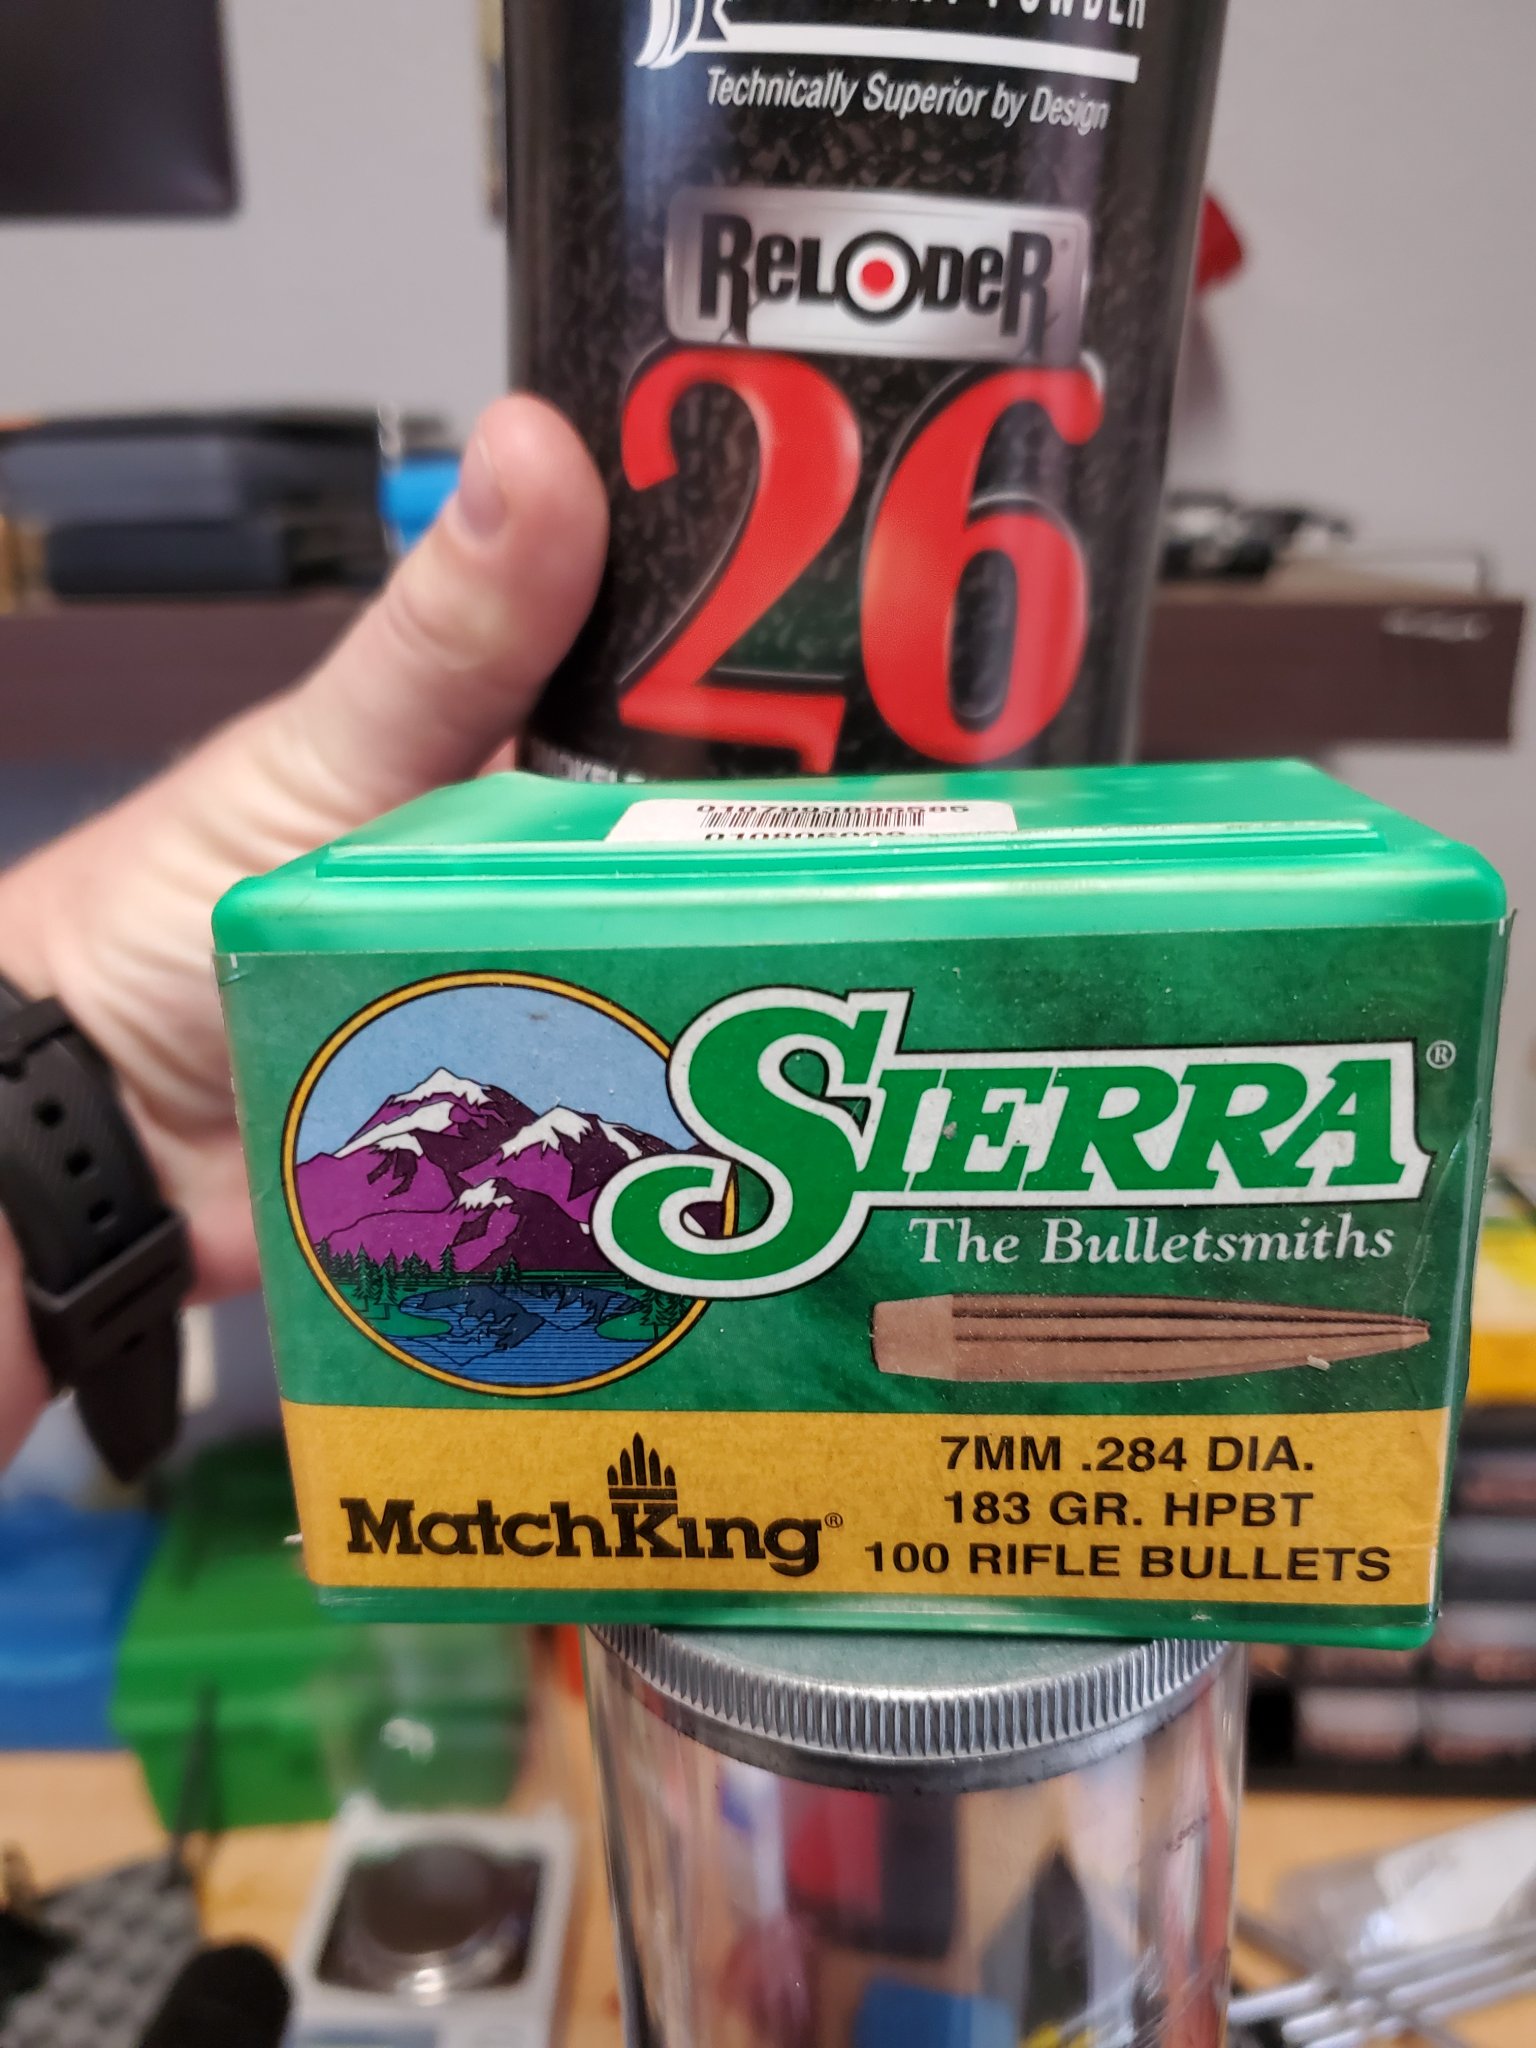 POWDER
Technically Superior by Design
RELODER
26
SIERRA®
The Bulletsmiths
MatchKing®
7MM .284 DIA.
183 GR. HPBT
100 RIFLE BULLETS